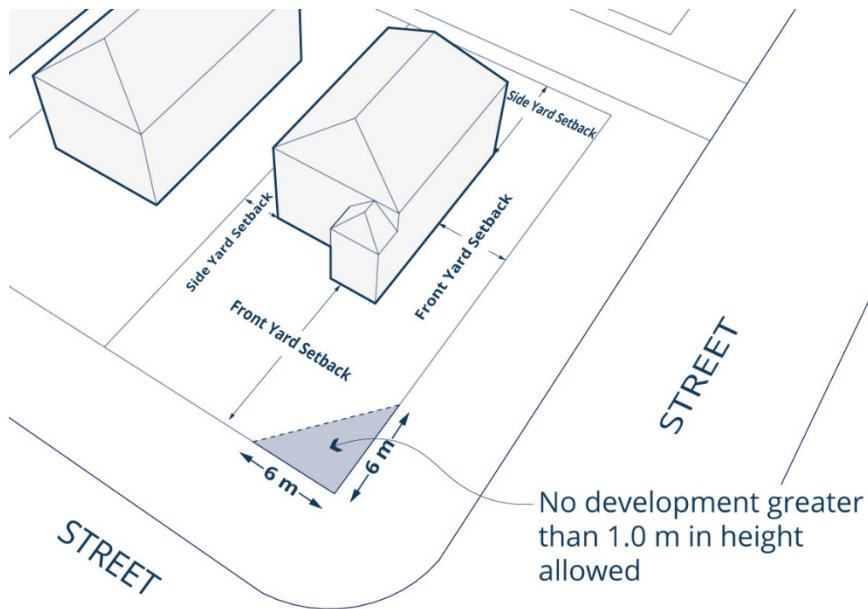 Side Yard Setback
Side Yard Setback
Front Yard Setback
Front Yard Setback
6 m
6 m
STREET
STREET
No development greater
than 1.0 m in height
allowed